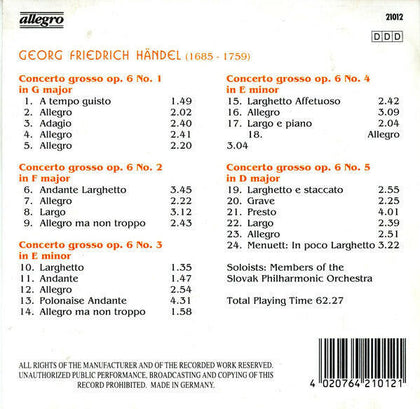 allegro
21012
DDD
GEORG FRIEDRICH HÄNDEL (1685 - 1759)
Concerto grosso op. 6 No. 1
in G major
1. A tempo guisto 1.49
2. Allegro 2.02
3. Adagio 2.40
4. Allegro 2.41
5. Allegro 2.20
Concerto grosso op. 6 No. 2
in F major
6. Andante Larghetto 3.45
7. Allegro 2.22
8. Largo 3.12
9. Allegro ma non troppo 2.43
Concerto grosso op. 6 No. 3
in E minor
10. Larghetto 1.35
11. Andante 1.47
12. Allegro 2.54
13. Polonaise Andante 4.31
14. Allegro ma non troppo 1.58
Concerto grosso op. 6 No. 4
in E minor
15. Larghetto Affetuoso 2.42
16. Allegro 3.09
17. Largo e piano 2.04
18. Allegro
3.04
Concerto grosso op. 6 No. 5
in D major
19. Larghetto e staccato 2.55
20. Grave 2.25
21. Presto 4.01
22. Largo 2.39
23. Allegro 2.51
24. Menuett: In poco Larghetto 3.22
Soloists: Members of the
Slovak Philharmonic Orchestra
Total Playing Time 62.27
ALL RIGHTS OF THE MANUFACTURER AND OF THE RECORDED WORK RESERVED.
UNAUTHORIZED PUBLIC PERFORMANCE, BROADCASTING AND COPYING OF THIS
RECORD PROHIBITED. MADE IN GERMANY.
4 020764 210121